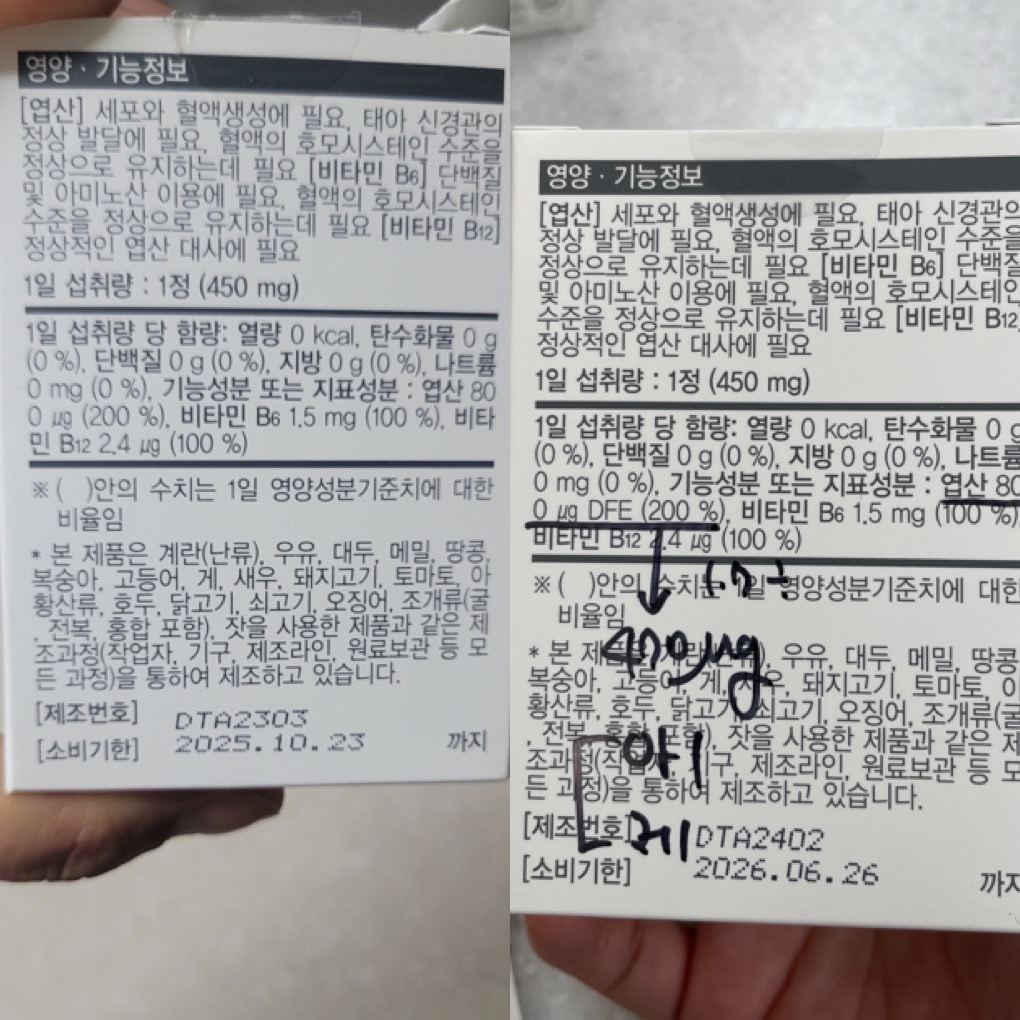 영양·기능정보
[엽산] 세포와 혈액생성에 필요, 태아 신경관의
정상 발달에 필요, 혈액의 호모시스테인 수준을
정상으로 유지하는데 필요 [비타민 B6] 단백질
및 아미노산 이용에 필요, 혈액의 호모시스테인
수준을 정상으로 유지하는데 필요 [비타민 B12]
정상적인 엽산 대사에 필요
1일 섭취량 : 1정 (450 mg)
1일 섭취량 당 함량: 열량 0 kcal, 탄수화물 0 g
(0 %), 단백질 0 g (0 %), 지방 0 g (0 %), 나트륨
0 mg (0 %), 기능성분 또는 지표성분 : 엽산 80
0 μg (200 %), 비타민 B6 1.5 mg (100 %), 비타
민 B12 2.4 μg (100 %)
※ ( )안의 수치는 1일 영양성분기준치에 대한
비율임
* 본 제품은 계란(난류), 우유, 대두, 메밀, 땅콩,
복숭아, 고등어, 게, 새우, 돼지고기, 토마토, 아
황산류, 호두, 닭고기, 쇠고기, 오징어, 조개류(굴
, 전복, 홍합 포함), 잣을 사용한 제품과 같은 제
조과정(작업자, 기구, 제조라인, 원료보관 등 모
든 과정)을 통하여 제조하고 있습니다.
[제조번호] DTA2303
[소비기한] 2025.10.23 까지
영양·기능정보
[엽산] 세포와 혈액생성에 필요, 태아 신경관의
정상 발달에 필요, 혈액의 호모시스테인 수준을
정상으로 유지하는데 필요 [비타민 B6] 단백질
및 아미노산 이용에 필요, 혈액의 호모시스테인
수준을 정상으로 유지하는데 필요 [비타민 B12
정상적인 엽산 대사에 필요
1일 섭취량 : 1정 (450 mg)
1일 섭취량 당 함량: 열량 0 kcal, 탄수화물 0 g
(0 %), 단백질 0 g (0 %), 지방 0 g (0 %), 나트륨
0 mg (0 %), 기능성분 또는 지표성분 : 엽산 80
0 μg DFE (200 %), 비타민 B6 1.5 mg (100 %),
비타민 B12 2.4 μg (100 %)
1.7÷
※ ( )안의 수치는 1일 영양성분기준치에 대한
비율임
470μg
* 본 우유, 대두, 메밀, 땅콩
복숭아, 고등어, 게, 새우, 돼지고기, 토마토, 아
황산류, 호두, 닭고기, 쇠고기, 오징어, 조개류(굴
, 전복, 홍합 포함), 잣을 사용한 제품과 같은 제
조과정(작업자, 기구, 제조라인, 원료보관 등 모
든 과정)을 통하여 제조하고 있습니다.
[제조번호] DTA2402
[소비기한] 2026.06.26 까지